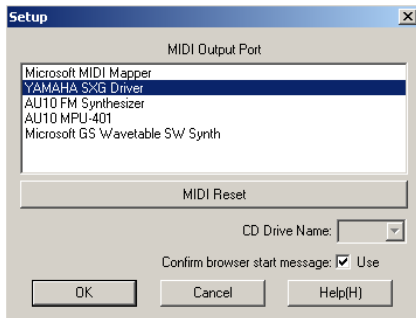 Setup
MIDI Output Port
Microsoft MIDI Mapper
YAMAHA SXG Driver
AU10 FM Synthesizer
AU10 MPU-401
Microsoft GS Wavetable SW Synth
MIDI Reset
CD Drive Name:
Confirm browser start message: Use
OK Cancel Help(H)